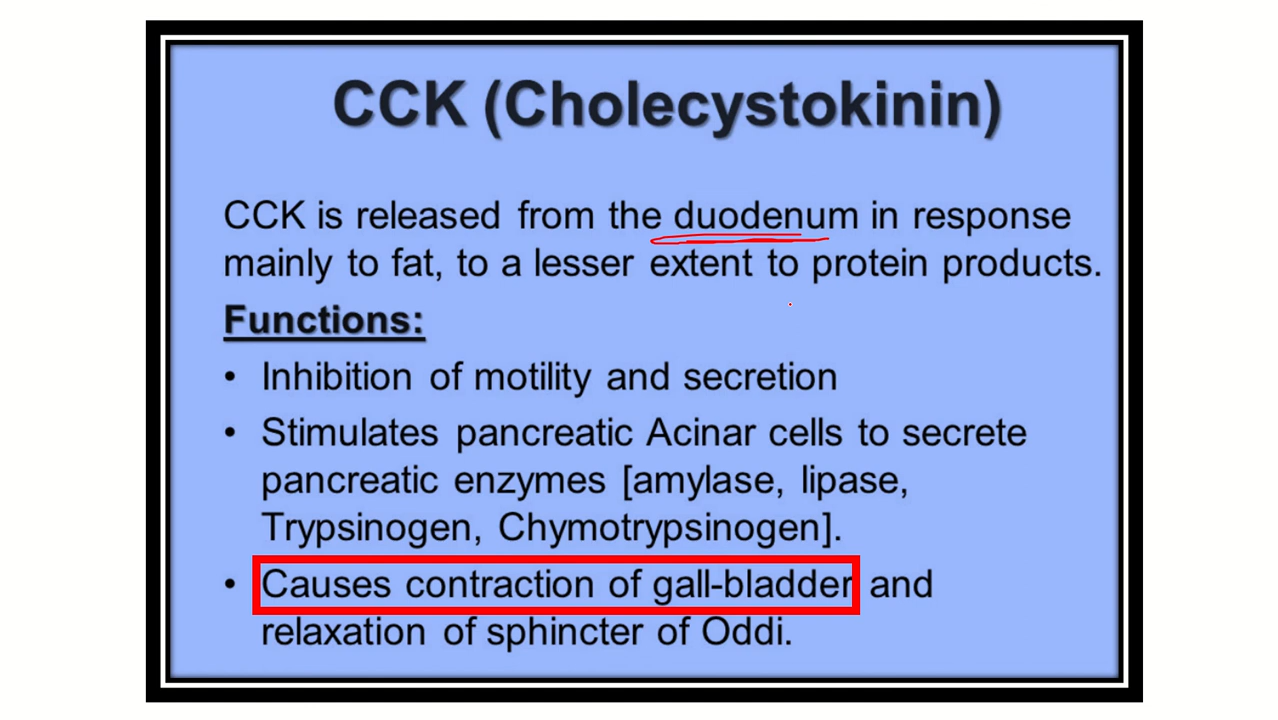 CCK (Cholecystokinin)
CCK is released from the duodenum in response
mainly to fat, to a lesser extent to protein products.
Functions:
• Inhibition of motility and secretion
• Stimulates pancreatic Acinar cells to secrete
pancreatic enzymes [amylase, lipase,
Trypsinogen, Chymotrypsinogen].
• Causes contraction of gall-bladder and
relaxation of sphincter of Oddi.